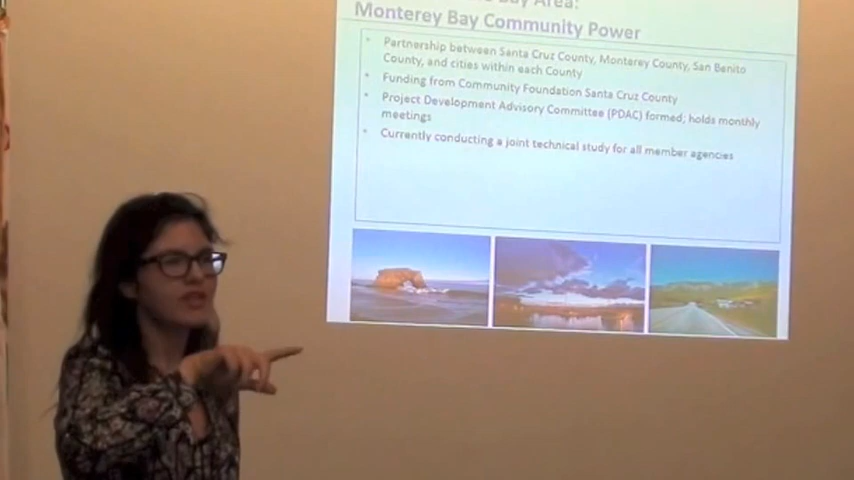 Bay Area:
Monterey Bay Community Power
Partnership between Santa Cruz County, Monterey County, San Benito
County, and cities within each County
Funding from Community Foundation Santa Cruz County
Project Development Advisory Committee (PDAC) formed, holds monthly
meetings
Currently conducting a joint technical study for all member agencies